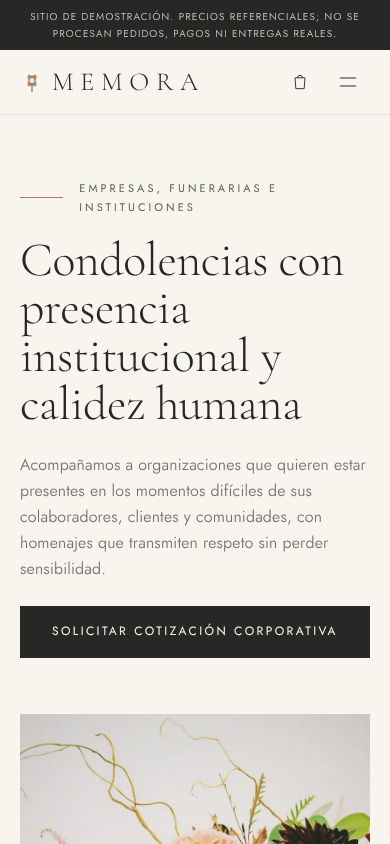 SITIO DE DEMOSTRACIÓN. PRECIOS REFERENCIALES; NO SE
PROCESAN PEDIDOS, PAGOS NI ENTREGAS REALES.
MEMORA
EMPRESAS, FUNERARIAS E
INSTITUCIONES
Condolencias con
presencia
institucional y
calidez humana
Acompañamos a organizaciones que quieren estar
presentes en los momentos difíciles de sus
colaboradores, clientes y comunidades, con
homenajes que transmiten respeto sin perder
sensibilidad.
SOLICITAR COTIZACIÓN CORPORATIVA